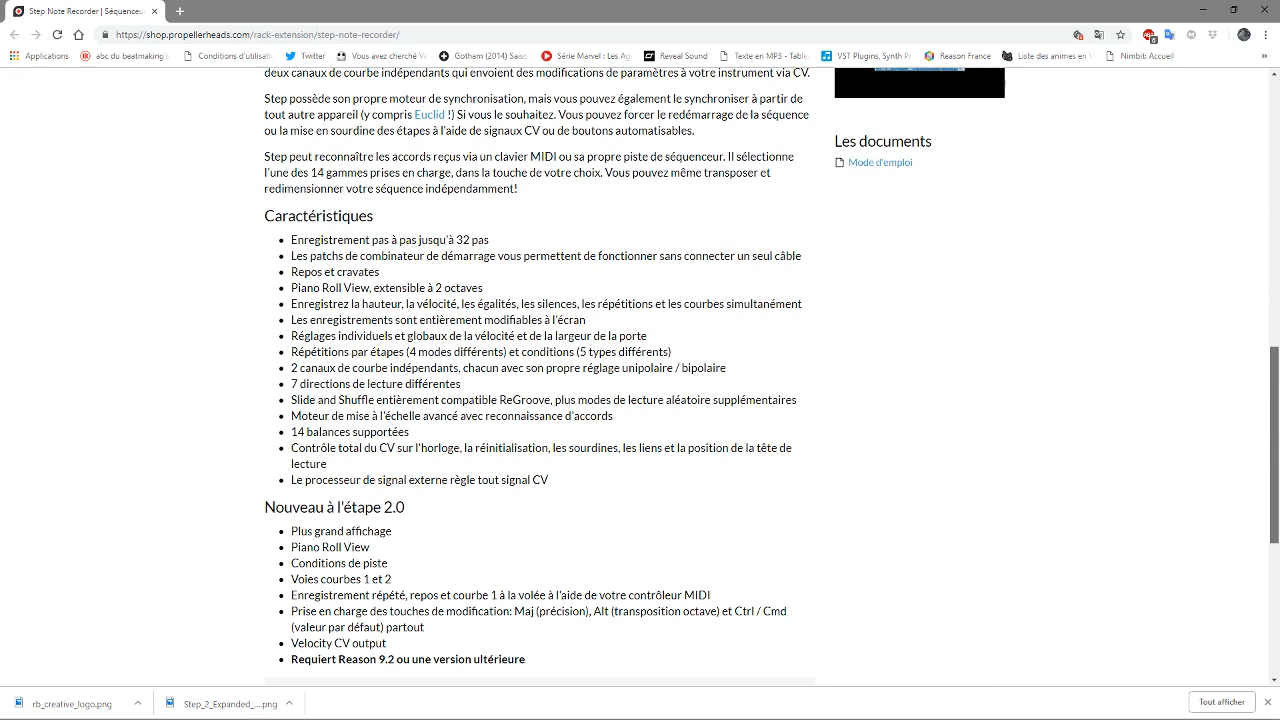 Step Note Recorder | Séquenceu
https://shop.propellerheads.com/rack-extension/step-note-recorder/
Applications
abc du beatmaking's
Conditions d'utilisatio
Twitter
Vous avez cherché Ve
Gotham (2014) Saiso
Série Marvel : Les Ag
Reveal Sound
Texte en MP3 - Table
VST Plugins, Synth P
Reason France
Liste des animes en V
Nimbit: Accueil
deux canaux de courbe indépendants qui envoient des modifications de paramètres à votre instrument via CV.
Step possède son propre moteur de synchronisation, mais vous pouvez également le synchroniser à partir de
tout autre appareil (y compris Euclid !) Si vous le souhaitez. Vous pouvez forcer le redémarrage de la séquence
ou la mise en sourdine des étapes à l'aide de signaux CV ou de boutons automatisables.
Step peut reconnaître les accords reçus via un clavier MIDI ou sa propre piste de séquenceur. Il sélectionne
l'une des 14 gammes prises en charge, dans la touche de votre choix. Vous pouvez même transposer et
redimensionner votre séquence indépendamment!
Caractéristiques
Enregistrement pas à pas jusqu'à 32 pas
Les patchs de combinateur de démarrage vous permettent de fonctionner sans connecter un seul câble
Repos et cravates
Piano Roll View, extensible à 2 octaves
Enregistrez la hauteur, la vélocité, les égalités, les silences, les répétitions et les courbes simultanément
Les enregistrements sont entièrement modifiables à l'écran
Réglages individuels et globaux de la vélocité et de la largeur de la porte
Répétitions par étapes (4 modes différents) et conditions (5 types différents)
2 canaux de courbe indépendants, chacun avec son propre réglage unipolaire / bipolaire
7 directions de lecture différentes
Slide and Shuffle entièrement compatible ReGroove, plus modes de lecture aléatoire supplémentaires
Moteur de mise à l'échelle avancé avec reconnaissance d'accords
14 balances supportées
Contrôle total du CV sur l'horloge, la réinitialisation, les sourdines, les liens et la position de la tête de
lecture
Le processeur de signal externe règle tout signal CV
Nouveau à l'étape 2.0
Plus grand affichage
Piano Roll View
Conditions de piste
Voies courbes 1 et 2
Enregistrement répété, repos et courbe 1 à la volée à l'aide de votre contrôleur MIDI
Prise en charge des touches de modification: Maj (précision), Alt (transposition octave) et Ctrl / Cmd
(valeur par défaut) partout
Velocity CV output
Requiert Reason 9.2 ou une version ultérieure
Les documents
Mode d'emploi
rb_creative_logo.png
Step_2_Expanded_....png
Tout afficher